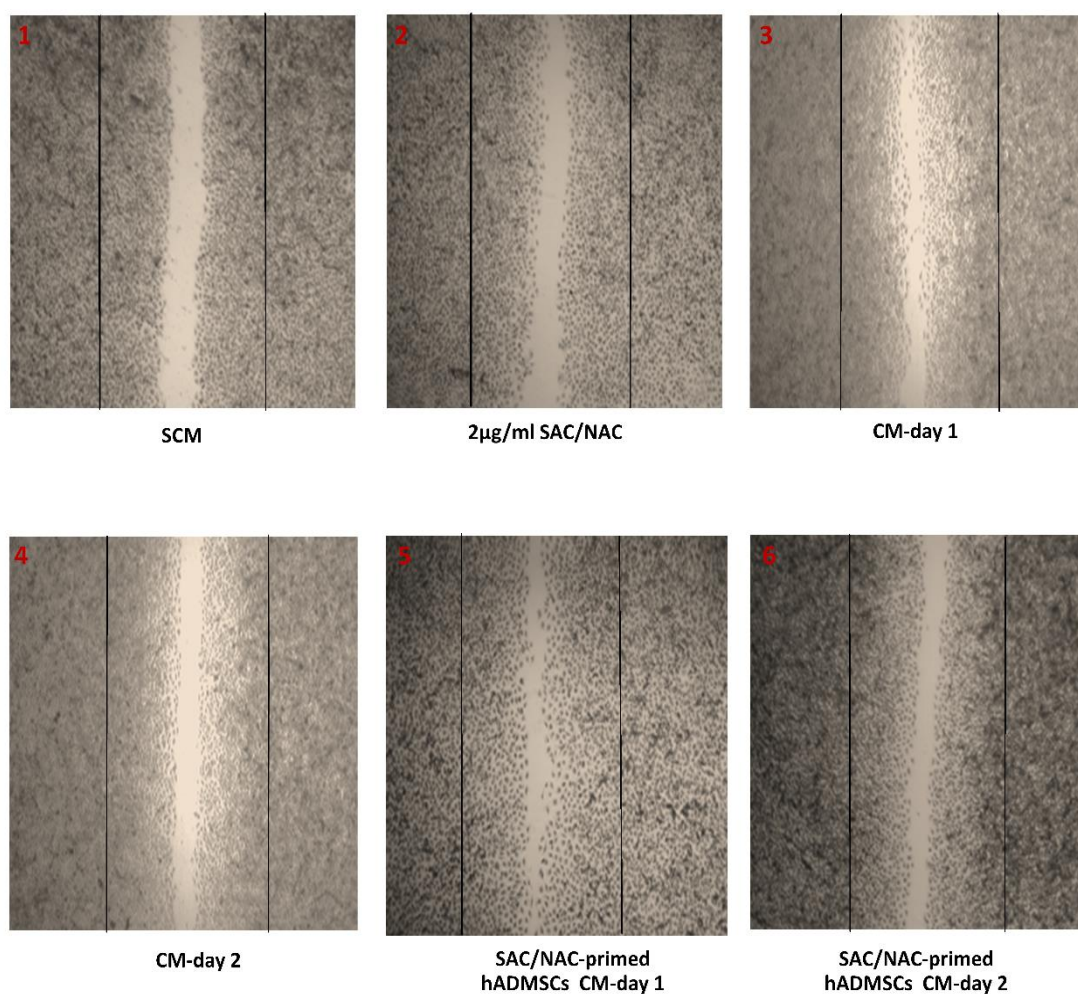 1
2
3
SCM
2µg/ml SAC/NAC
CM-day 1
4
5
6
CM-day 2
SAC/NAC-primed
hADMSCs CM-day 1
SAC/NAC-primed
hADMSCs CM-day 2